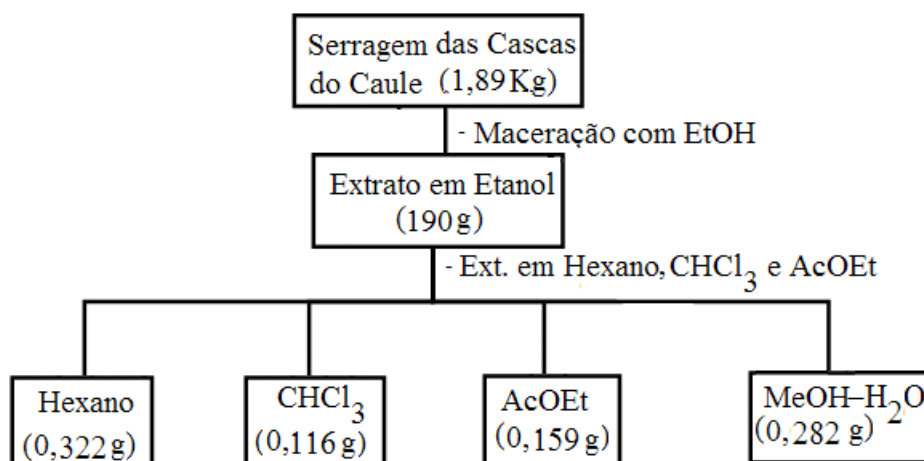 Serragem das Cascas
do Caule (1,89 Kg)
- Maceração com EtOH
Extrato em Etanol
(190 g)
- Ext. em Hexano, CHCl3 e AcOEt
Hexano
(0,322 g)
CHCl3
(0,116 g)
AcOEt
(0,159 g)
MeOH–H2O
(0,282 g)